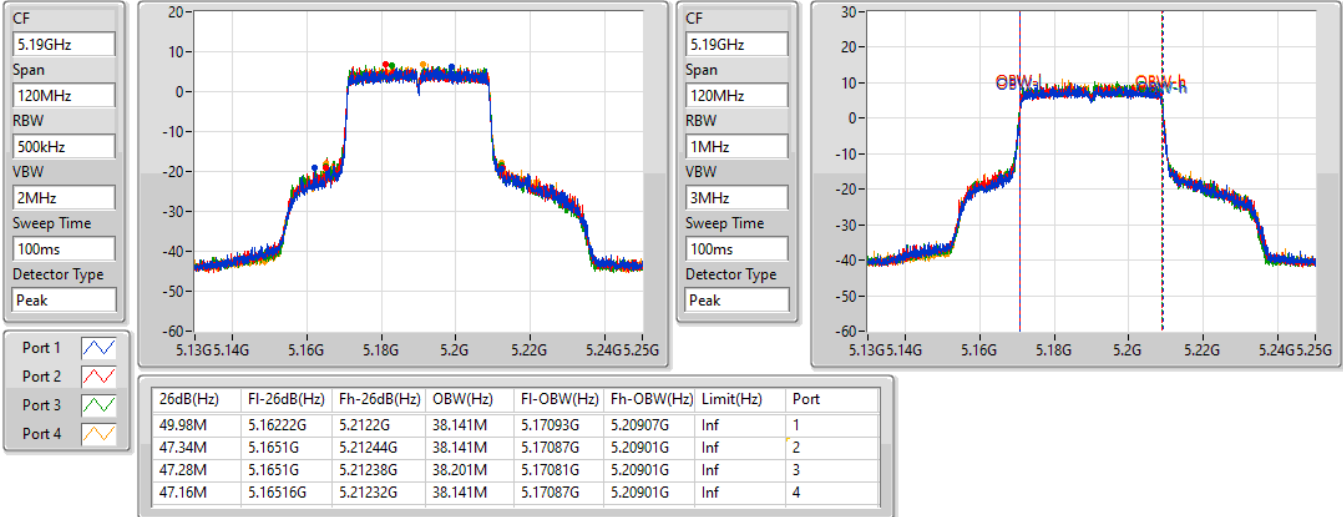 CF
5.19GHz
Span
120MHz
RBW
500kHz
VBW
2MHz
Sweep Time
100ms
Detector Type
Peak
20
10
0
-10
-20
-30
-40
-50
-60
5.13G 5.14G 5.16G 5.18G 5.2G 5.22G 5.24G 5.25G
CF
5.19GHz
Span
120MHz
RBW
1MHz
VBW
3MHz
Sweep Time
100ms
Detector Type
Peak
30
20
10
0
-10
-20
-30
-40
-50
-60
OBW-l OBW-h
5.13G 5.14G 5.16G 5.18G 5.2G 5.22G 5.24G 5.25G
Port 1
Port 2
Port 3
Port 4
26dB(Hz) Fl-26dB(Hz) Fh-26dB(Hz) OBW(Hz) Fl-OBW(Hz) Fh-OBW(Hz) Limit(Hz) Port
49.98M 5.16222G 5.2122G 38.141M 5.17093G 5.20907G Inf 1
47.34M 5.1651G 5.21244G 38.141M 5.17087G 5.20901G Inf 2
47.28M 5.1651G 5.21238G 38.201M 5.17081G 5.20901G Inf 3
47.16M 5.16516G 5.21232G 38.141M 5.17087G 5.20901G Inf 4